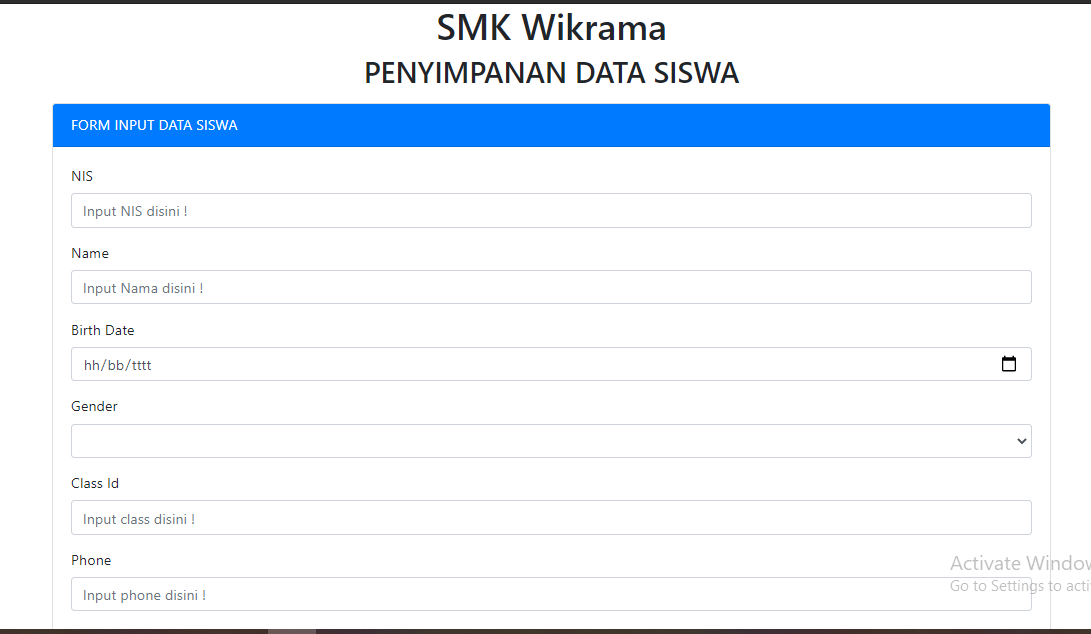 SMK Wikrama
PENYIMPANAN DATA SISWA
FORM INPUT DATA SISWA
NIS
Input NIS disini !
Name
Input Nama disini !
Birth Date
hh/bb/tttt
Gender
Class Id
Input class disini !
Phone
Activate Window
Input phone disini !
Go to Settings to acti